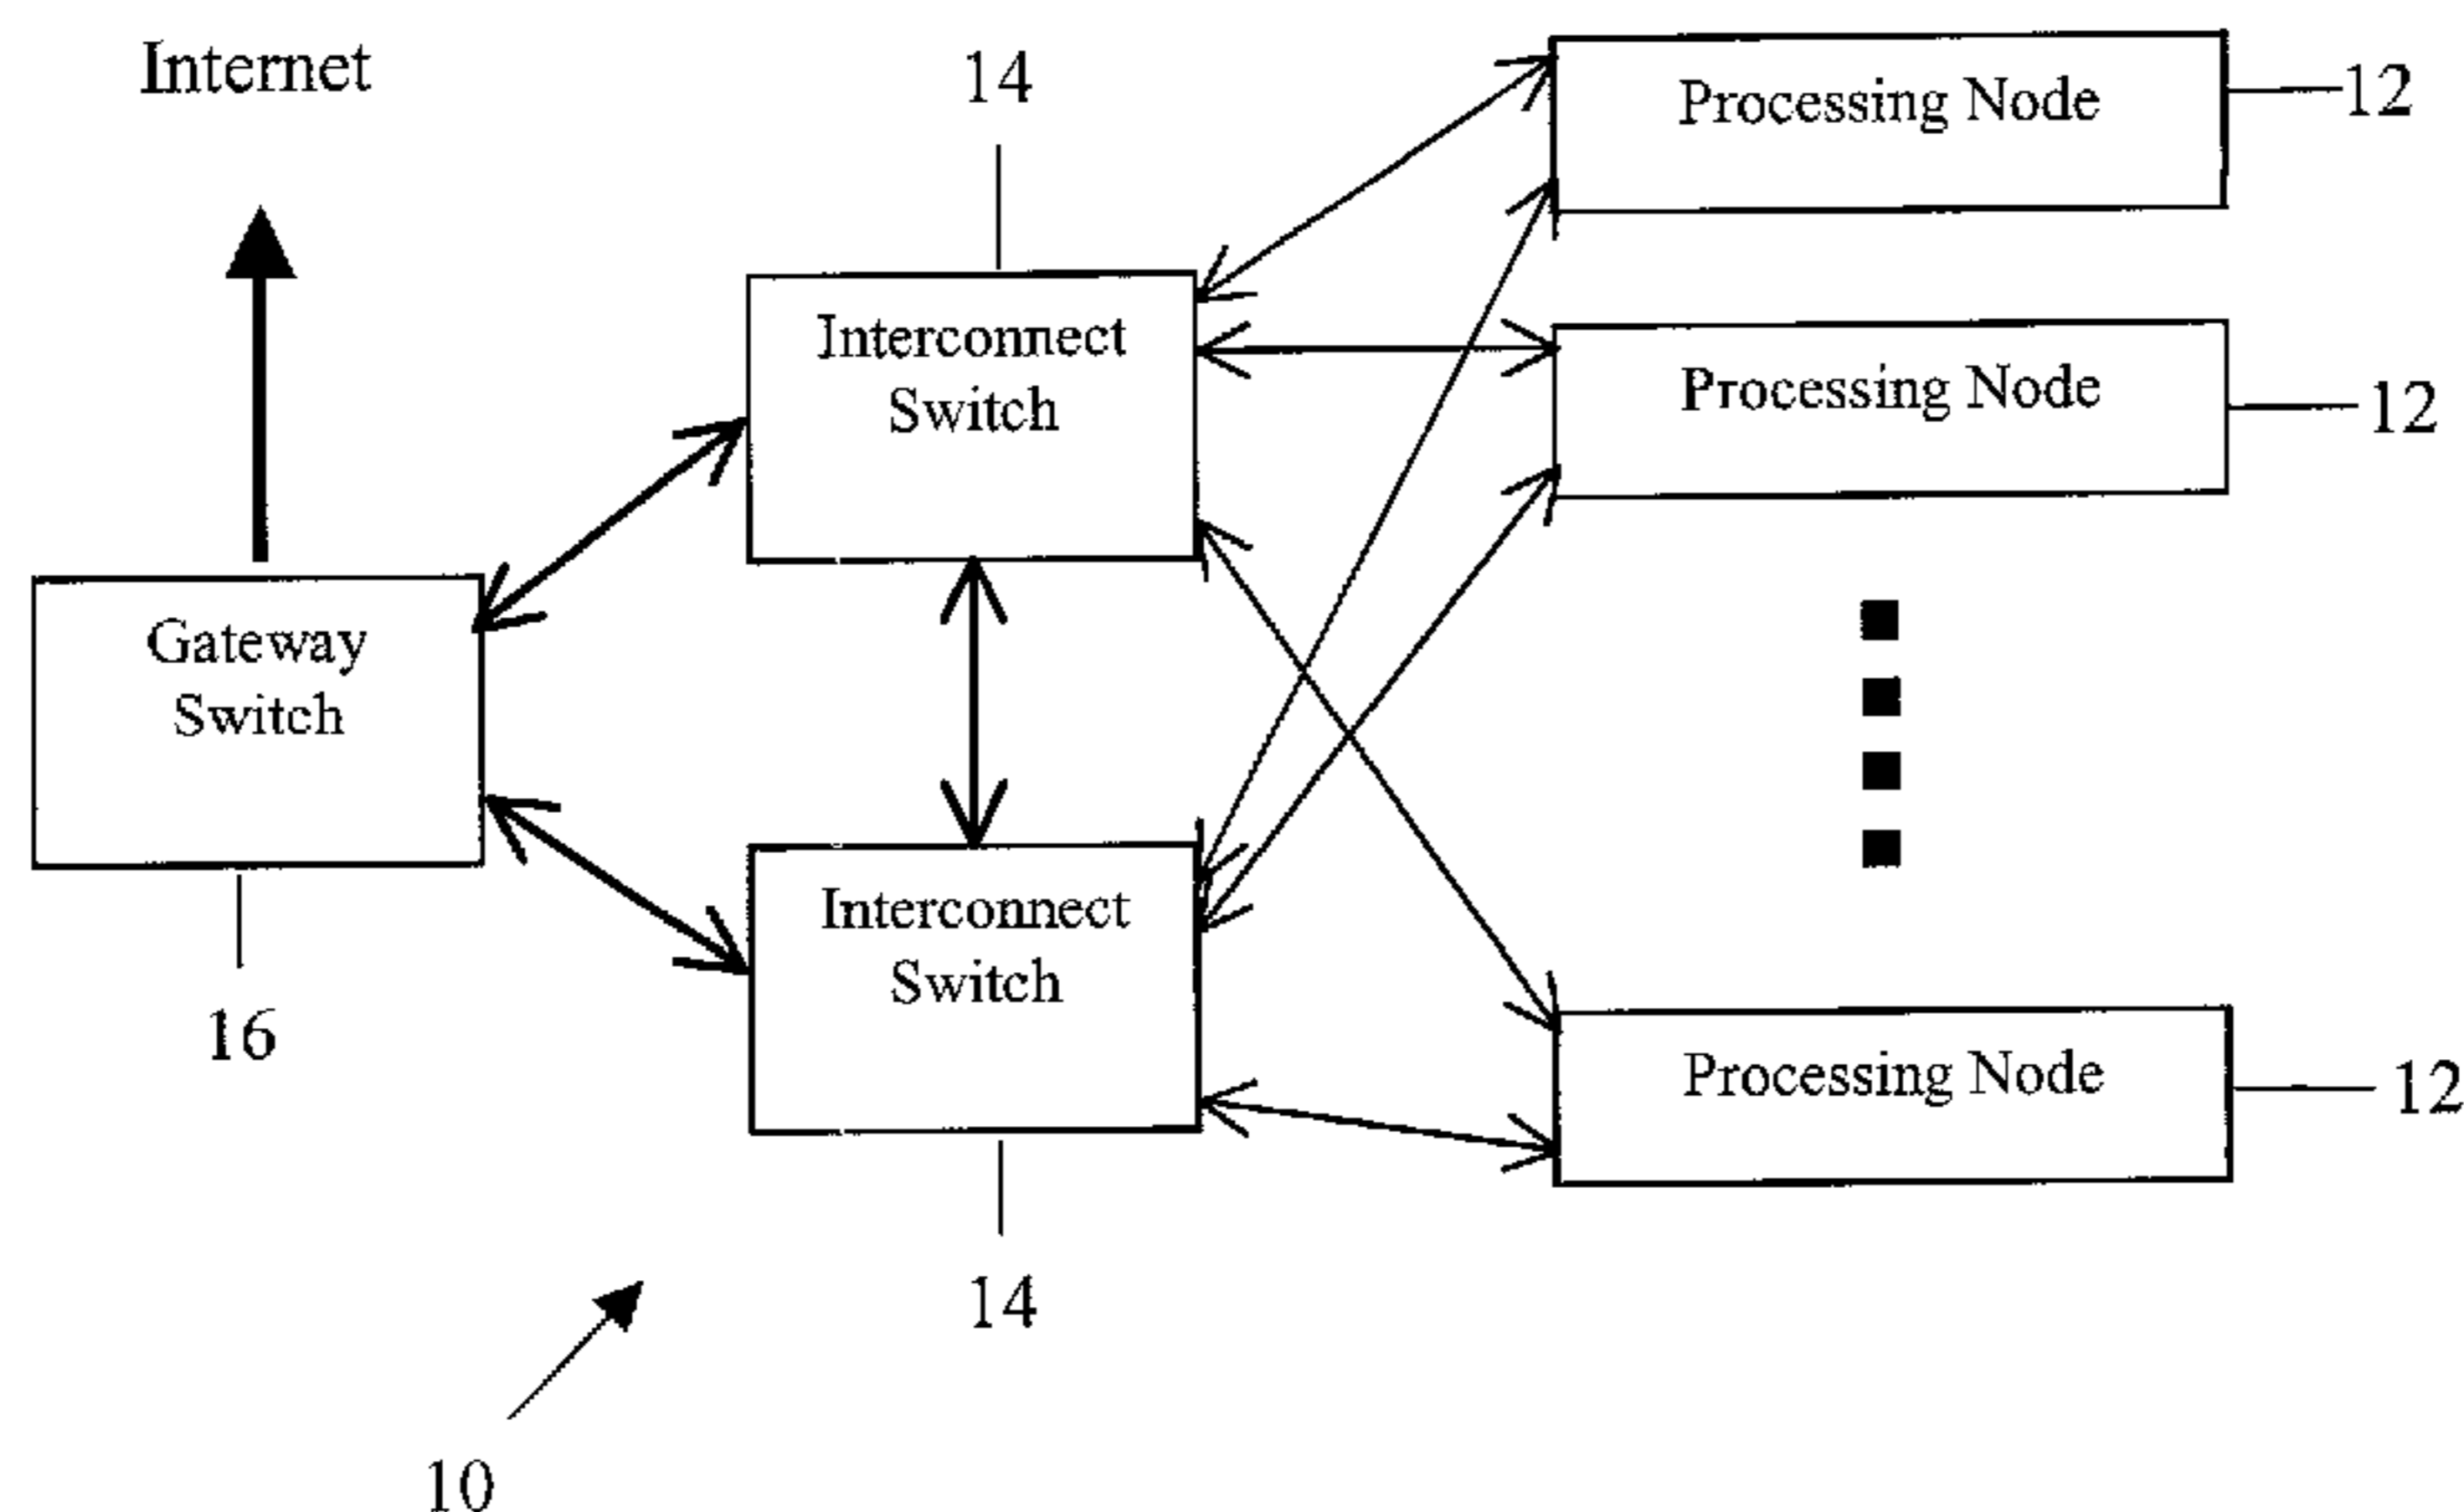 Internet
14
Processing Node
12
Interconnect
Switch
Processing Node
12
Gateway
Switch
16
Interconnect
Switch
14
Processing Node
12
10